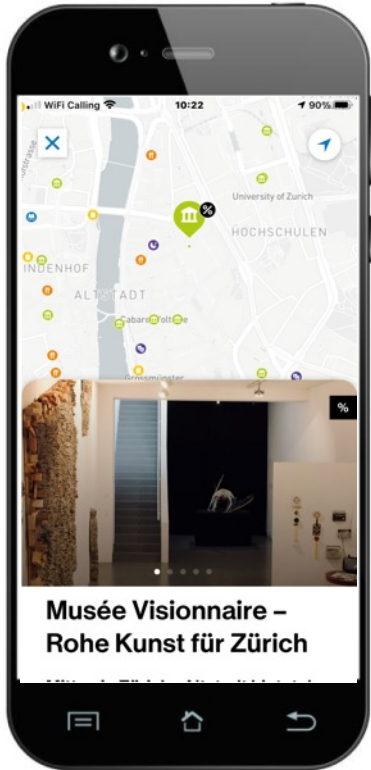 WiFi Calling 10:22 90%
University of Zurich
%
HOCHSCHULEN
INDENHOF
ALTSTADT
Cabaret Voltaire
Grossmünster
%
Musée Visionnaire –
Rohe Kunst für Zürich